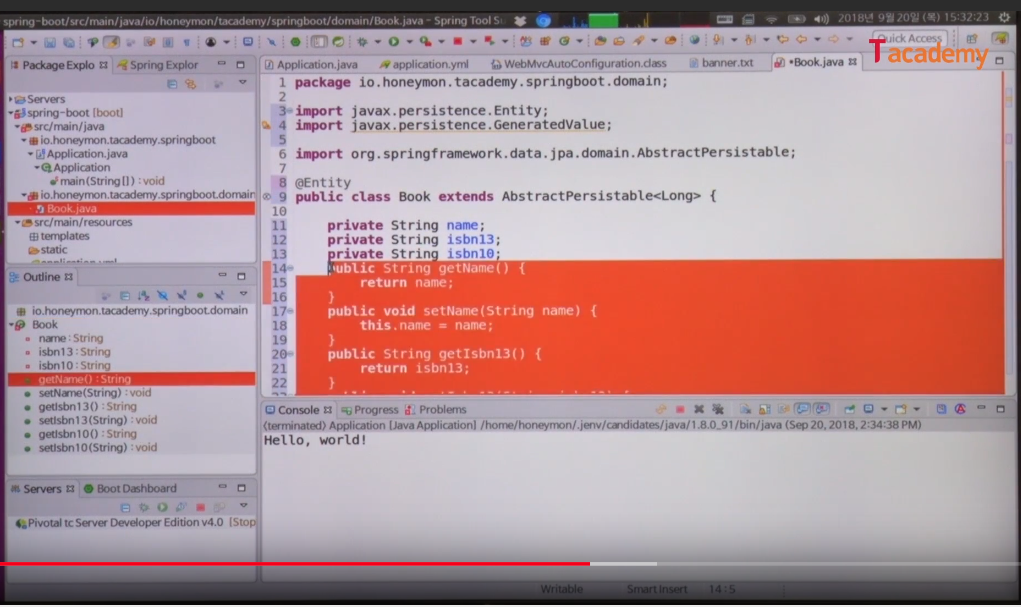 spring-boot/src/main/java/io/honeymon/tacademy/springboot/domain/Book.java - Spring Tool Su
2018년 9월20일 (목) 15:32:23
Quick Access
Tacademy
Package Explo
Spring Explor
Application.java
application.yml
WebMvcAutoConfiguration.class
banner.txt
*Book.java
Servers
spring-boot [boot]
src/main/java
io.honeymon.tacademy.springboot
Application.java
Application
main(String[]) : void
io.honeymon.tacademy.springboot.domain
Book.java
src/main/resources
templates
static
1 package io.honeymon.tacademy.springboot.domain;
2
3 import javax.persistence.Entity;
4 import javax.persistence.GeneratedValue;
5
6 import org.springframework.data.jpa.domain.AbstractPersistable;
7
8 @Entity
9 public class Book extends AbstractPersistable<Long> {
10
11 private String name;
12 private String isbn13;
13 private String isbn10;
14 public String getName() {
15 return name;
16 }
17 public void setName(String name) {
18 this.name = name;
19 }
20 public String getIsbn13() {
21 return isbn13;
22 }
Outline
io.honeymon.tacademy.springboot.domain
Book
name : String
isbn13 : String
isbn10 : String
getName() : String
setName(String) : void
getIsbn13() : String
setIsbn13(String) : void
getIsbn10() : String
setIsbn10(String) : void
Console
Progress
Problems
<terminated> Application [Java Application] /home/honeymon/.jenv/candidates/java/1.8.0_91/bin/java (Sep 20, 2018, 2:34:38 PM)
Hello, world!
Servers
Boot Dashboard
Pivotal tc Server Developer Edition v4.0 [Stop
Writable
Smart Insert
14 : 5